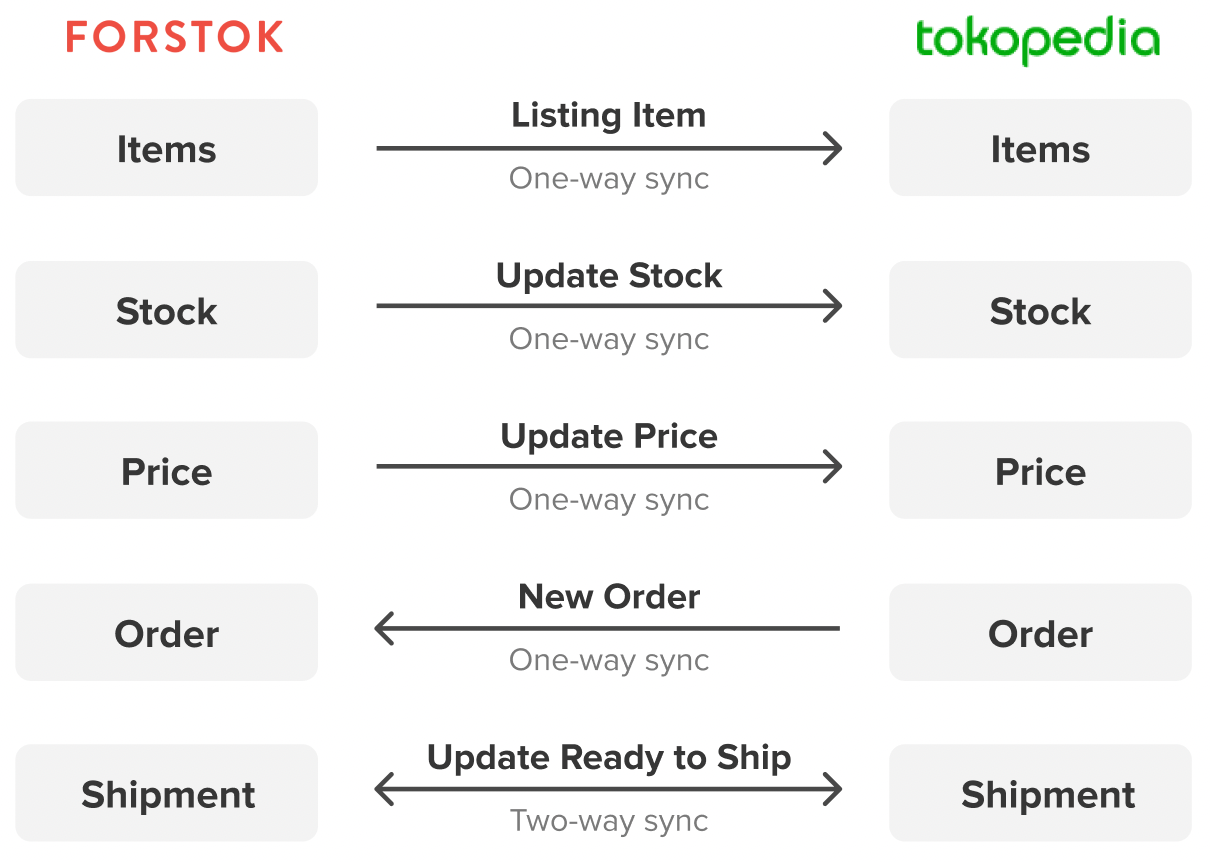 FORSTOK
tokopedia
Items
Listing Item
One-way sync
Items
Stock
Update Stock
One-way sync
Stock
Price
Update Price
One-way sync
Price
Order
New Order
One-way sync
Order
Shipment
Update Ready to Ship
Two-way sync
Shipment